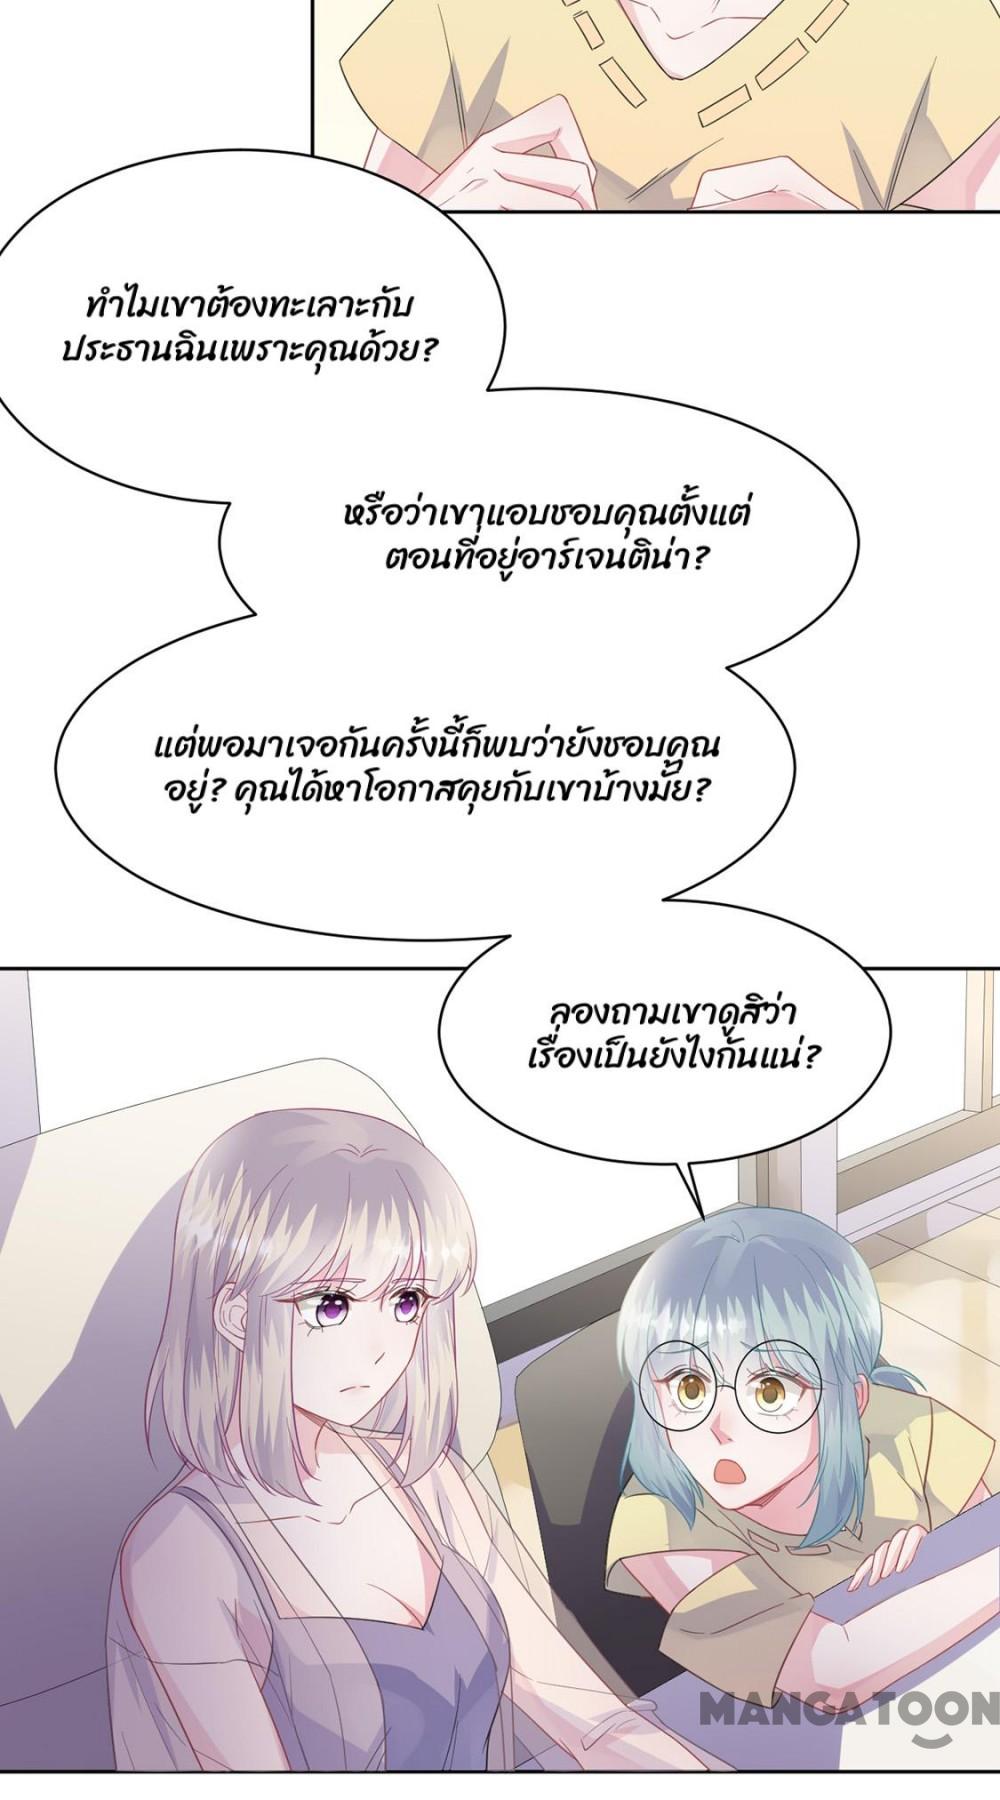 ทำไมเขาต้องทะเลาะกับ
ประธานฉินเพราะคุณด้วย?
หรือว่าเขาแอบชอบคุณตั้งแต่
ตอนที่อยู่อาร์เจนติน่า?
แต่พอมาเจอกันครั้งนี้ก็พบว่ายังชอบคุณ
อยู่? คุณได้หาโอกาสคุยกับเขาบ้างมั้ย?
ลองถามเขาดูสิว่า
เรื่องเป็นยังไงกันแน่?
MANGATOON